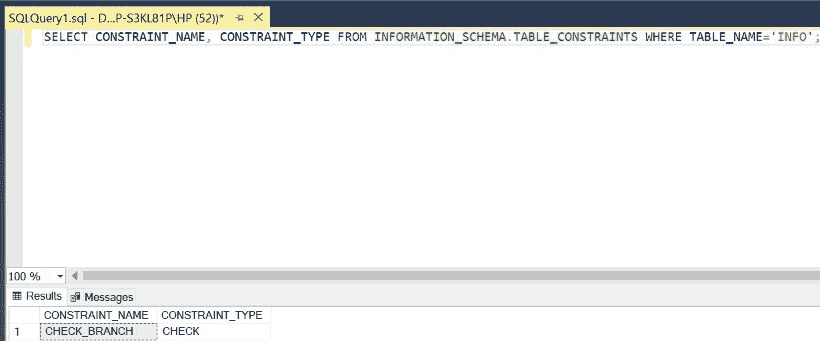 SQLQuery1.sql - D...P-S3KL81P\HP (52))*
SELECT CONSTRAINT_NAME, CONSTRAINT_TYPE FROM INFORMATION_SCHEMA.TABLE_CONSTRAINTS WHERE TABLE_NAME='INFO';
100 %
Results Messages
CONSTRAINT_NAME CONSTRAINT_TYPE
1 CHECK_BRANCH CHECK